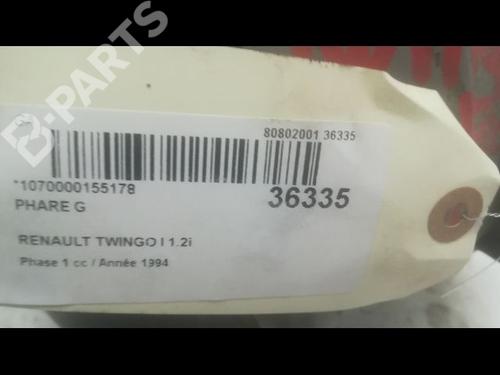 B-PARTS
80802001 36335
*1070000155178
36335
PHARE G
RENAULT TWINGO I 1.2i
Phase 1 cc / Année 1994